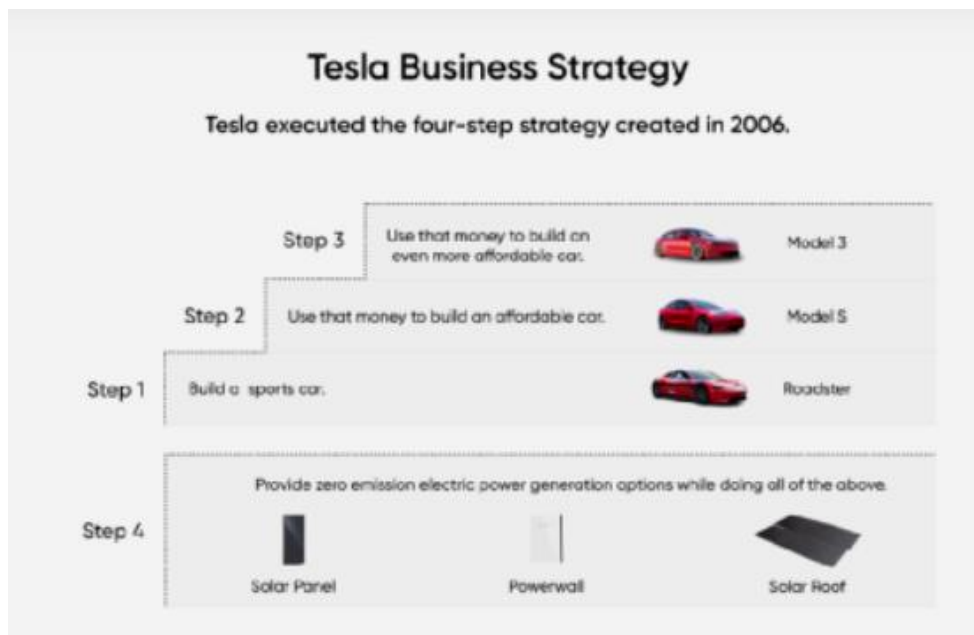 Tesla Business Strategy
Tesla executed the four-step strategy created in 2006.
Step 3
Use that money to build an
even more affordable car.
Model 3
Step 2
Use that money to build an affordable car.
Model S
Step 1
Build a sports car.
Roadster
Provide zero emission electric power generation options while doing all of the above.
Step 4
Solar Panel
Powerwall
Solar Roof